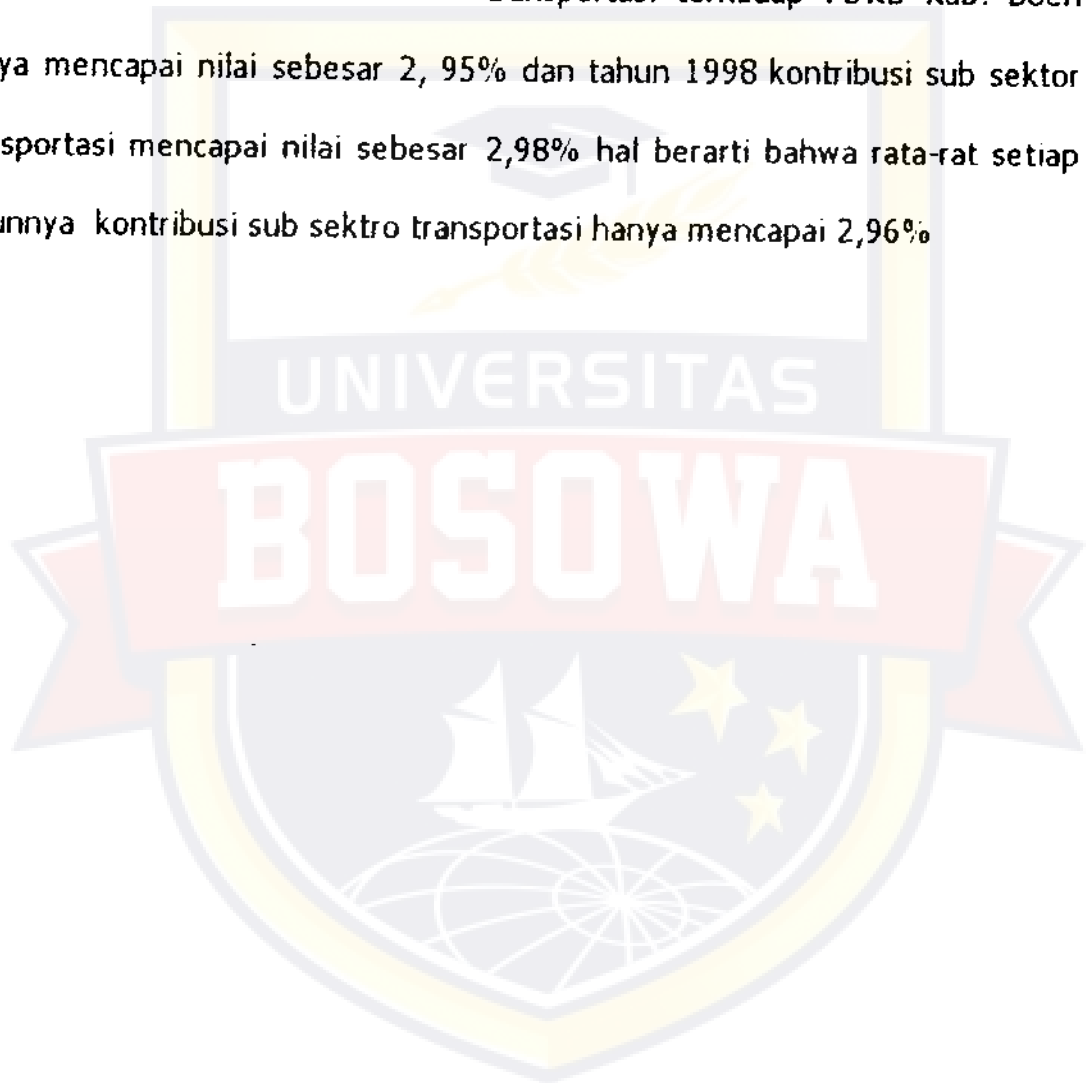 transportasi terhadap PDRB Kab.
ya mencapai nilai sebesar 2, 95% dan tahun 1998 kontribusi sub sektor
sportasi mencapai nilai sebesar 2,98% hal berarti bahwa rata-rat setiap
unnya kontribusi sub sektro transportasi hanya mencapai 2,96%
UNIVERSITAS
BOSOWA